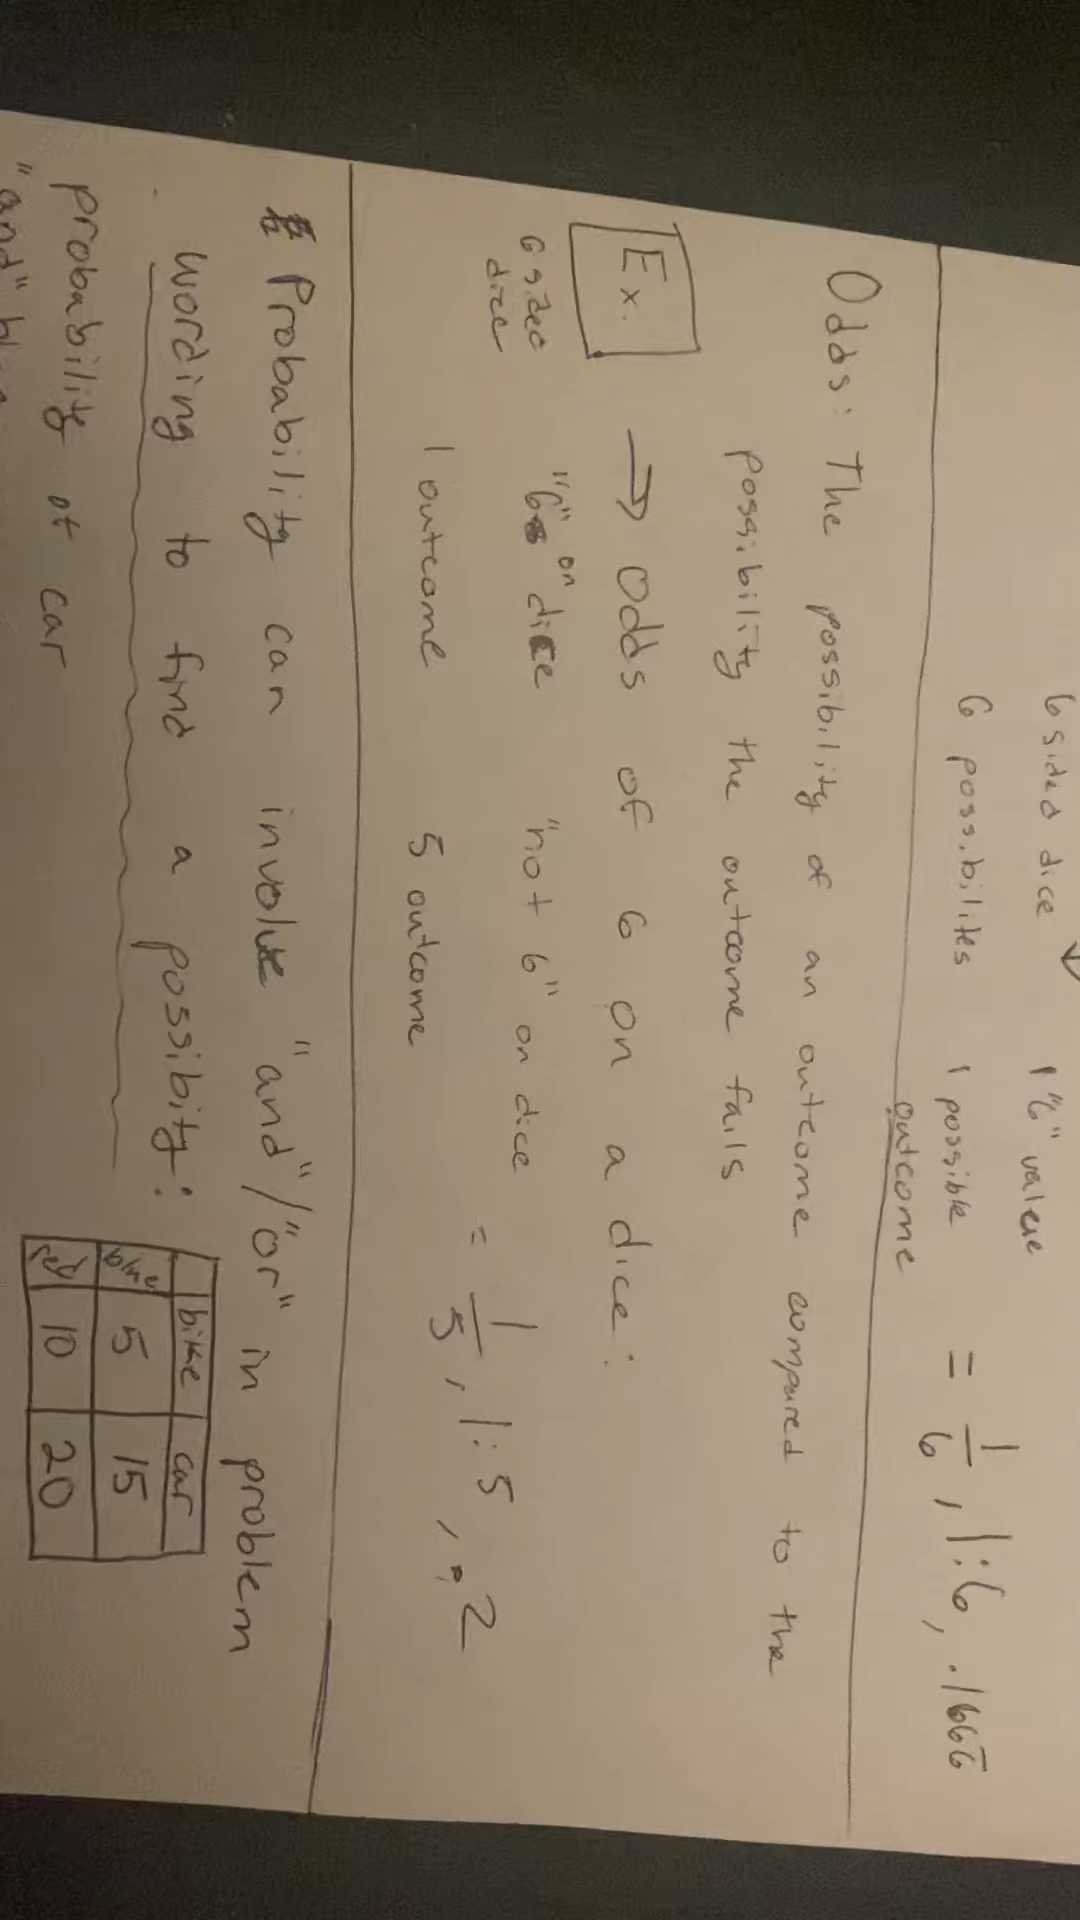 6 sided dice 1 "6" value
6 possibilites 1 possible = 1/6, 1:6, .1666
outcome
Odds: The possibility of an outcome compared to the
possibility the outcome fails
Ex. → Odds of 6 on a dice:
6 sided "6" on dice "not 6" on dice = 1/5, 1:5, .2
dice
1 outcome 5 outcome
Probability can involve "and"/"or" in problem
wording to find a possibity:
bike car
blue 5 15
red 10 20
probability of car
"and"